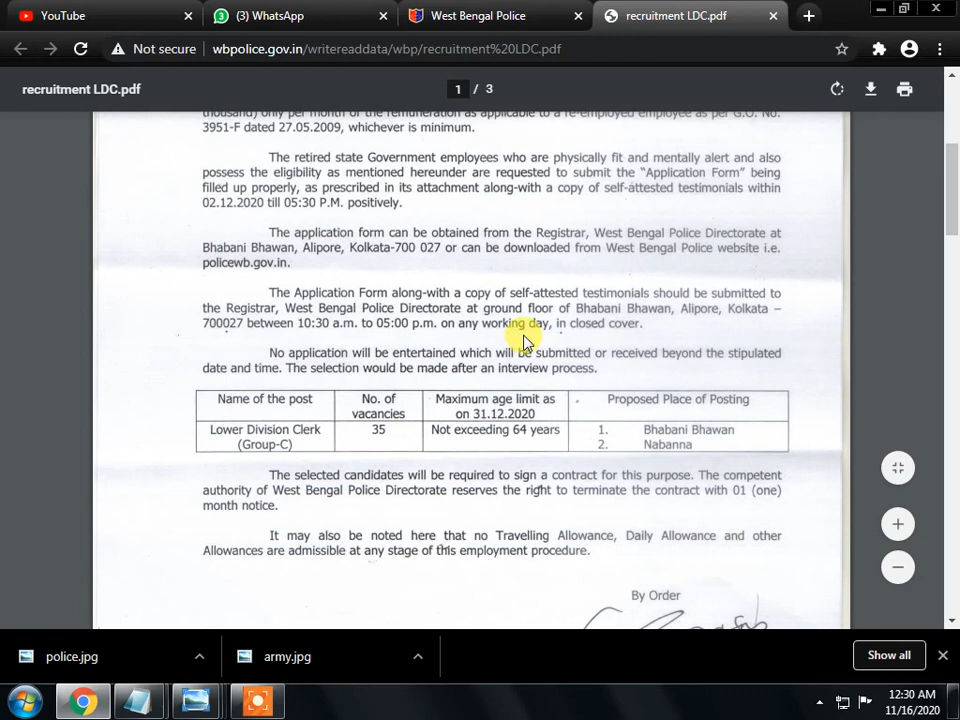 YouTube
(3) WhatsApp
West Bengal Police
recruitment LDC.pdf
Not secure
wbpolice.gov.in/writereaddata/wbp/recruitment%20LDC.pdf
recruitment LDC.pdf
1 / 3
thousand) only per month or the remuneration as applicable to a re-employed employee as per G.O. No.
3951-F dated 27.05.2009, whichever is minimum.
The retired state Government employees who are physically fit and mentally alert and also
possess the eligibility as mentioned hereunder are requested to submit the "Application Form" being
filled up properly, as prescribed in its attachment along-with a copy of self-attested testimonials within
02.12.2020 till 05:30 P.M. positively.
The application form can be obtained from the Registrar, West Bengal Police Directorate at
Bhabani Bhawan, Alipore, Kolkata-700 027 or can be downloaded from West Bengal Police website i.e.
policewb.gov.in.
The Application Form along-with a copy of self-attested testimonials should be submitted to
the Registrar, West Bengal Police Directorate at ground floor of Bhabani Bhawan, Alipore, Kolkata –
700027 between 10:30 a.m. to 05:00 p.m. on any working day, in closed cover.
No application will be entertained which will be submitted or received beyond the stipulated
date and time. The selection would be made after an interview process.
Name of the post No. of vacancies Maximum age limit as on 31.12.2020 Proposed Place of Posting
Lower Division Clerk (Group-C) 35 Not exceeding 64 years 1. Bhabani Bhawan
2. Nabanna
The selected candidates will be required to sign a contract for this purpose. The competent
authority of West Bengal Police Directorate reserves the right to terminate the contract with 01 (one)
month notice.
It may also be noted here that no Travelling Allowance, Daily Allowance and other
Allowances are admissible at any stage of this employment procedure.
By Order
police.jpg
army.jpg
Show all
12:30 AM
11/16/2020